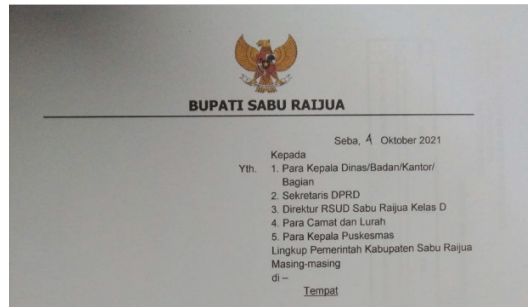 BUPATI SABU RAIJUA
Seba, 4 Oktober 2021
Kepada
Yth. 1. Para Kepala Dinas/Badan/Kantor/
Bagian
2. Sekretaris DPRD
3. Direktur RSUD Sabu Raijua Kelas D
4. Para Camat dan Lurah
5. Para Kepala Puskesmas
Lingkup Pemerintah Kabupaten Sabu Raijua
Masing-masing
di –
Tempat